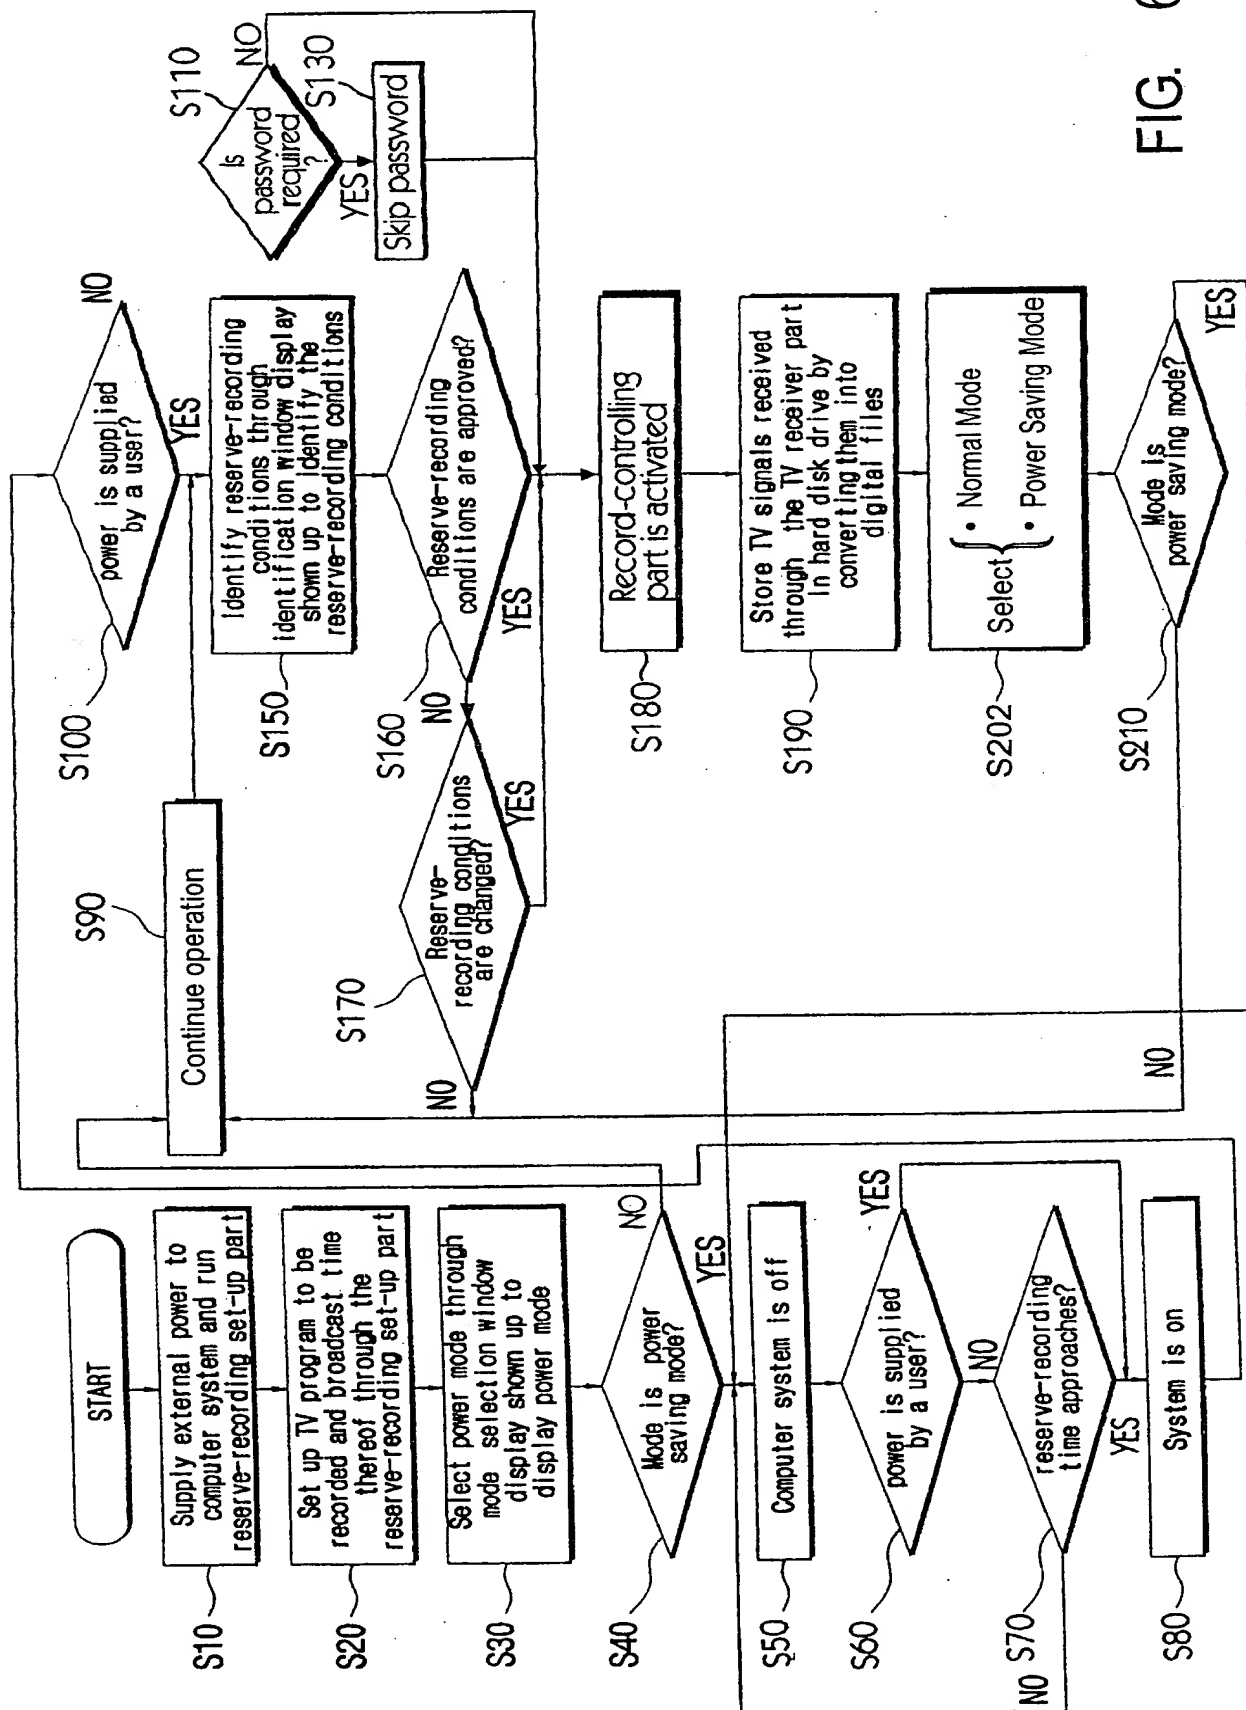 START
S10
Supply external power to
computer system and run
reserve-recording set-up part
S20
Set up TV program to be
recorded and broadcast time
thereof through the
reserve-recording set-up part
S30
Select power mode through
mode selection window
display shown up to
display power mode
S40
Mode is power
saving mode?
NO
YES
S50
Computer system is off
S60
power is supplied
by a user?
YES
NO
S70
reserve-recording
time approaches?
NO
YES
S80
System is on
S90
Continue operation
S100
power is supplied
by a user?
NO
YES
S110
Is
password
required
?
NO
YES
S130
Skip password
S150
Identify reserve-recording
conditions through
identification window display
shown up to identify the
reserve-recording conditions
S160
Reserve-recording
conditions are approved?
NO
YES
S170
Reserve-
recording conditions
are changed?
NO
YES
S180
Record-controlling
part is activated
S190
Store TV signals received
through the TV receiver part
In hard disk drive by
converting them into
digital files
S202
Select { • Normal Mode
• Power Saving Mode
S210
Mode is
power saving mode?
YES
NO
FIG. 6